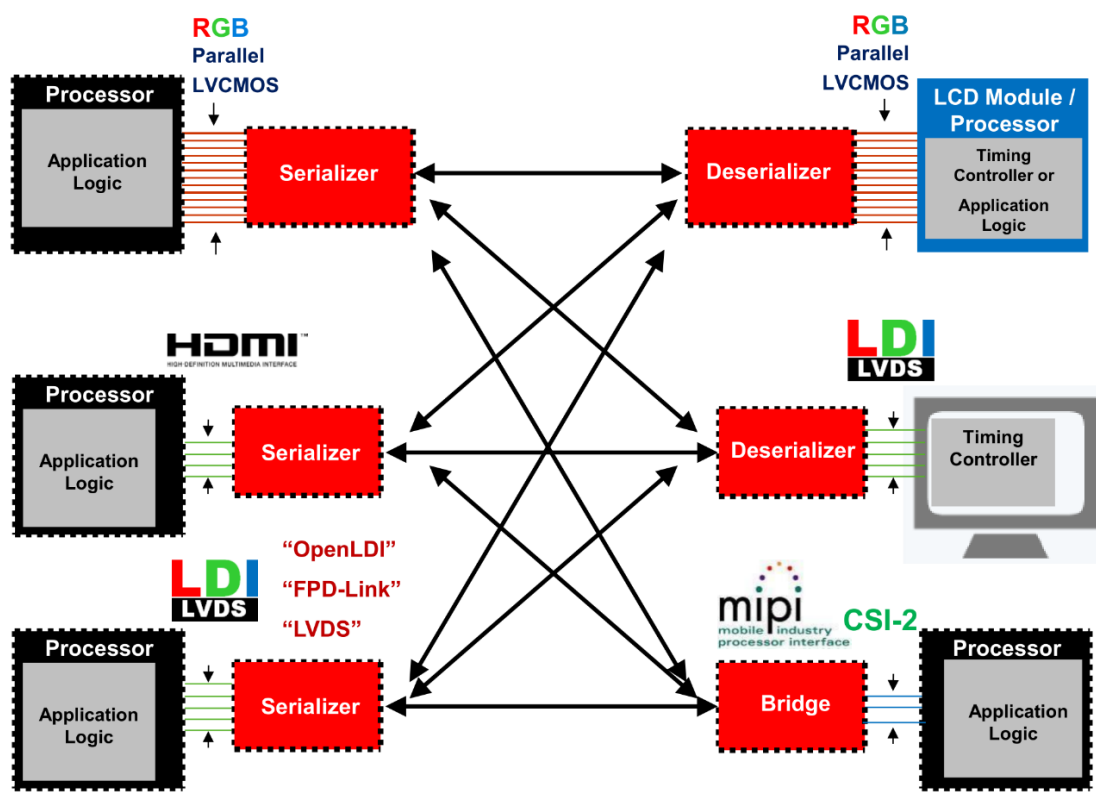 RGB
Parallel
LVCMOS
Processor
Application
Logic
Serializer
RGB
Parallel
LVCMOS
Deserializer
LCD Module /
Processor
Timing
Controller or
Application
Logic
HDMI™
HIGH-DEFINITION MULTIMEDIA INTERFACE
Processor
Application
Logic
Serializer
LDI
LVDS
Deserializer
Timing
Controller
LDI
LVDS
“OpenLDI”
“FPD-Link”
“LVDS”
Processor
Application
Logic
Serializer
mipi
mobile industry
processor interface
CSI-2
Bridge
Processor
Application
Logic